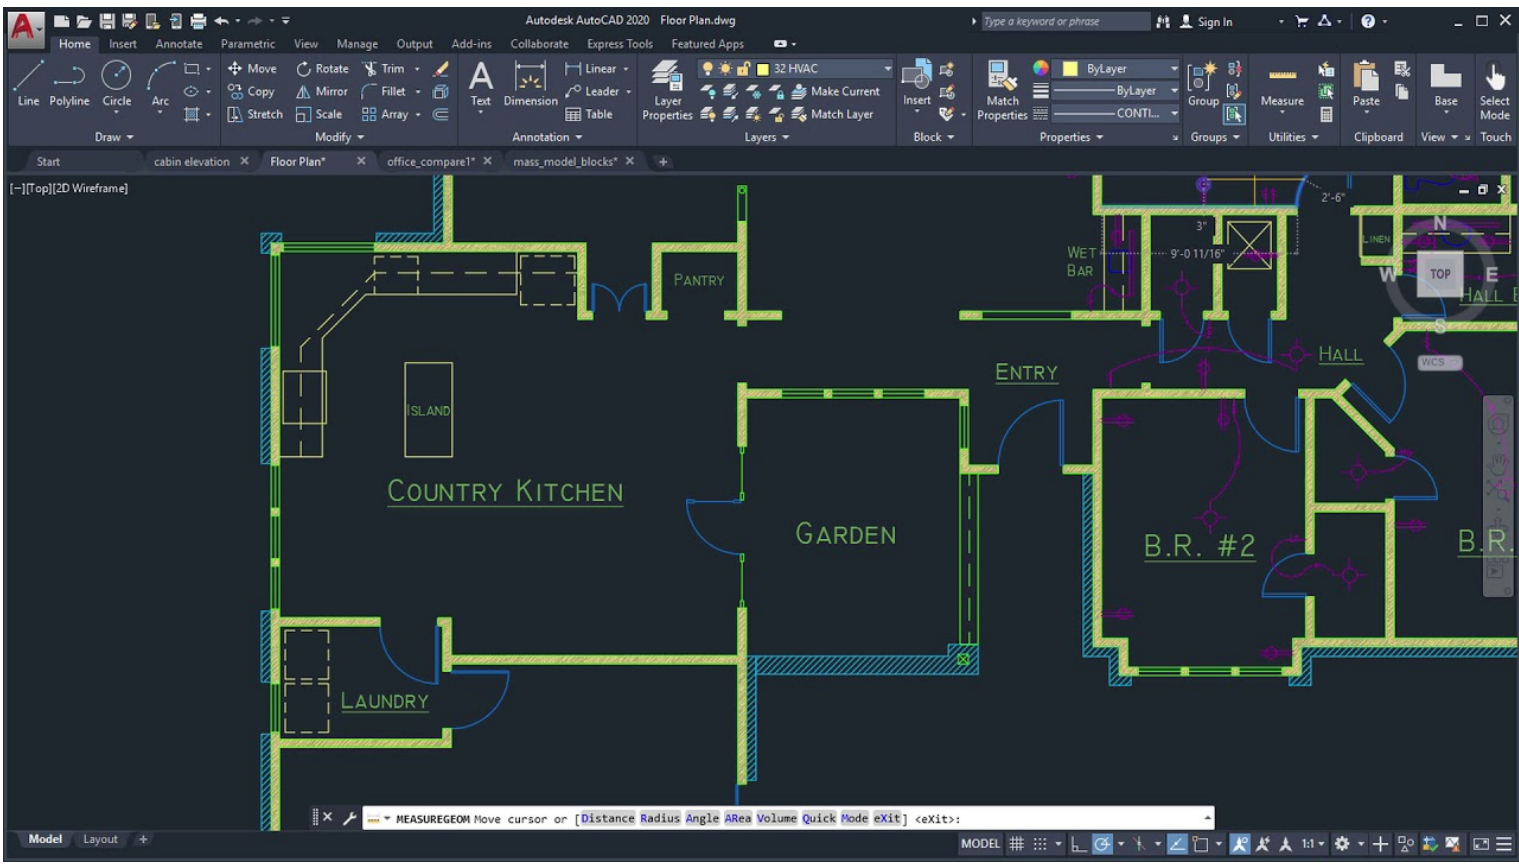 Autodesk AutoCAD 2020 Floor Plan.dwg
Type a keyword or phrase
Sign In
Home Insert Annotate Parametric View Manage Output Add-ins Collaborate Express Tools Featured Apps
Line Polyline Circle Arc
Draw
Move Rotate Trim
Copy Mirror Fillet
Stretch Scale Array
Modify
Text Dimension
Linear
Leader
Table
Annotation
Layer Properties
32 HVAC
Make Current
Match Layer
Layers
Insert
Block
Match Properties
ByLayer
ByLayer
CONTI...
Properties
Group
Groups
Measure
Utilities
Paste
Clipboard
Base
View
Select Mode
Touch
Start cabin elevation Floor Plan* office_compare1* mass_model_blocks*
[−][Top][2D Wireframe]
2'-6"
3"
9'-0 11/16"
WET BAR
LINEN
N
W TOP E
S
HALL
WCS
PANTRY
HALL
ENTRY
ISLAND
COUNTRY KITCHEN
GARDEN
B.R. #2
B.R.
LAUNDRY
MEASUREGEOM Move cursor or [Distance Radius Angle ARea Volume Quick Mode eXit] <eXit>:
Model Layout +
MODEL
1:1